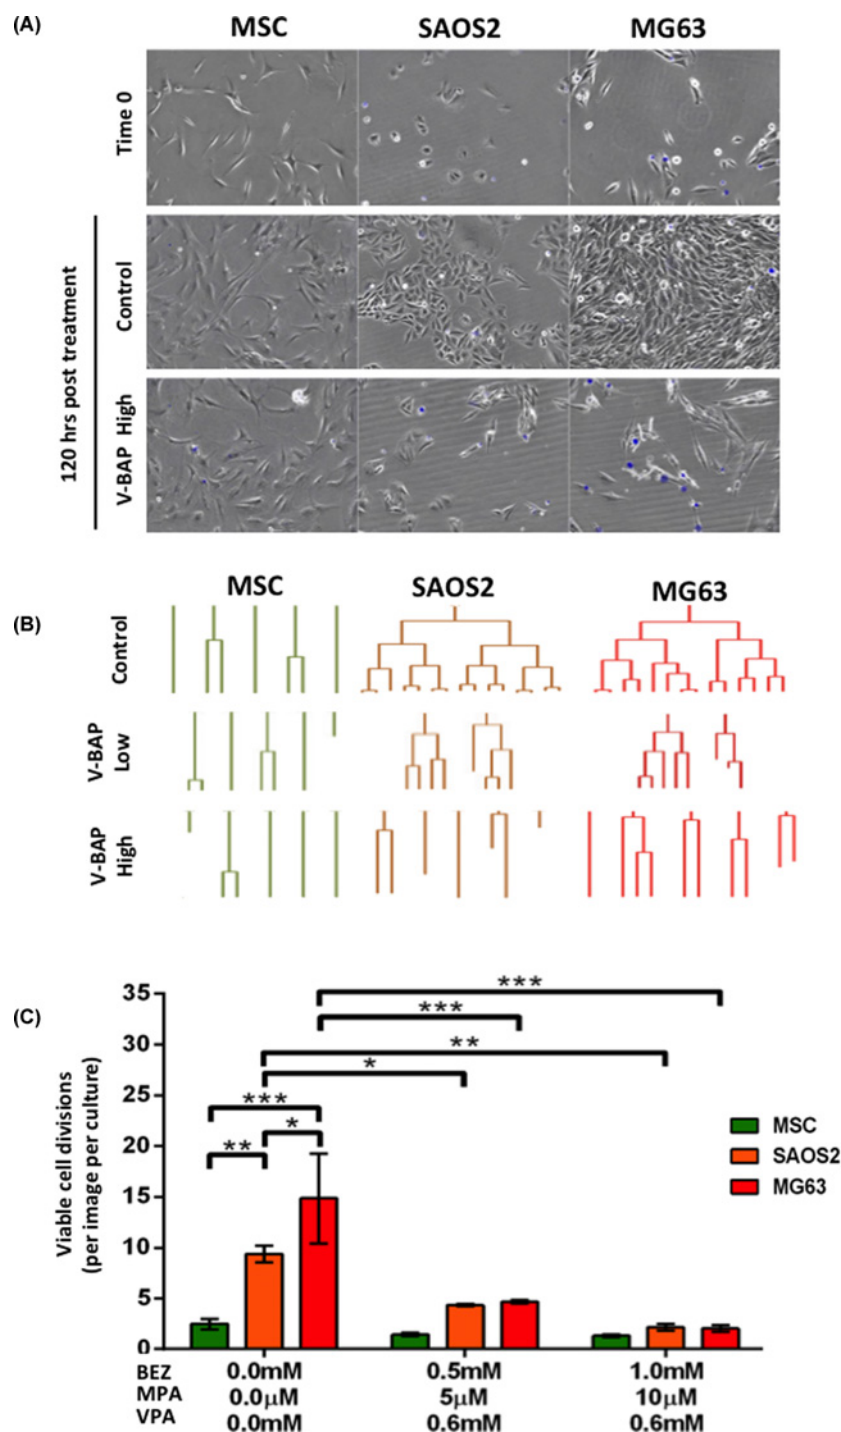 (A)
MSC SAOS2 MG63
Time 0
Control
V-BAP High
120 hrs post treatment
(B)
MSC SAOS2 MG63
Control
V-BAP
Low
V-BAP
High
(C)
35
30
25
20
15
10
5
0
Viable cell divisions
(per image per culture)
***
***
**
*
***
** *
MSC
SAOS2
MG63
BEZ 0.0mM 0.5mM 1.0mM
MPA 0.0μM 5μM 10μM
VPA 0.0mM 0.6mM 0.6mM